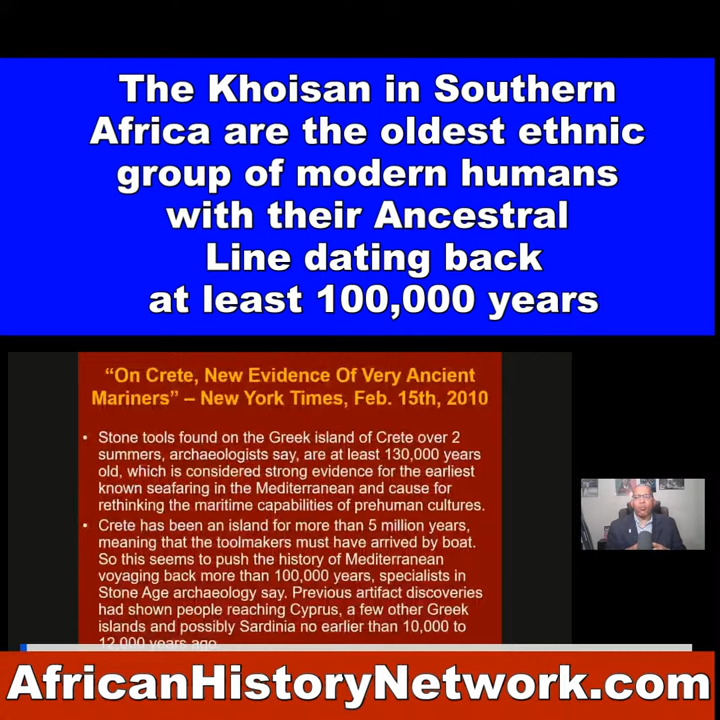 The Khoisan in Southern
Africa are the oldest ethnic
group of modern humans
with their Ancestral
Line dating back
at least 100,000 years
“On Crete, New Evidence Of Very Ancient
Mariners” – New York Times, Feb. 15th, 2010
• Stone tools found on the Greek island of Crete over 2
summers, archaeologists say, are at least 130,000 years
old, which is considered strong evidence for the earliest
known seafaring in the Mediterranean and cause for
rethinking the maritime capabilities of prehuman cultures.
• Crete has been an island for more than 5 million years,
meaning that the toolmakers must have arrived by boat.
So this seems to push the history of Mediterranean
voyaging back more than 100,000 years, specialists in
Stone Age archaeology say. Previous artifact discoveries
had shown people reaching Cyprus, a few other Greek
islands and possibly Sardinia no earlier than 10,000 to
12,000 years ago.
AfricanHistoryNetwork.com